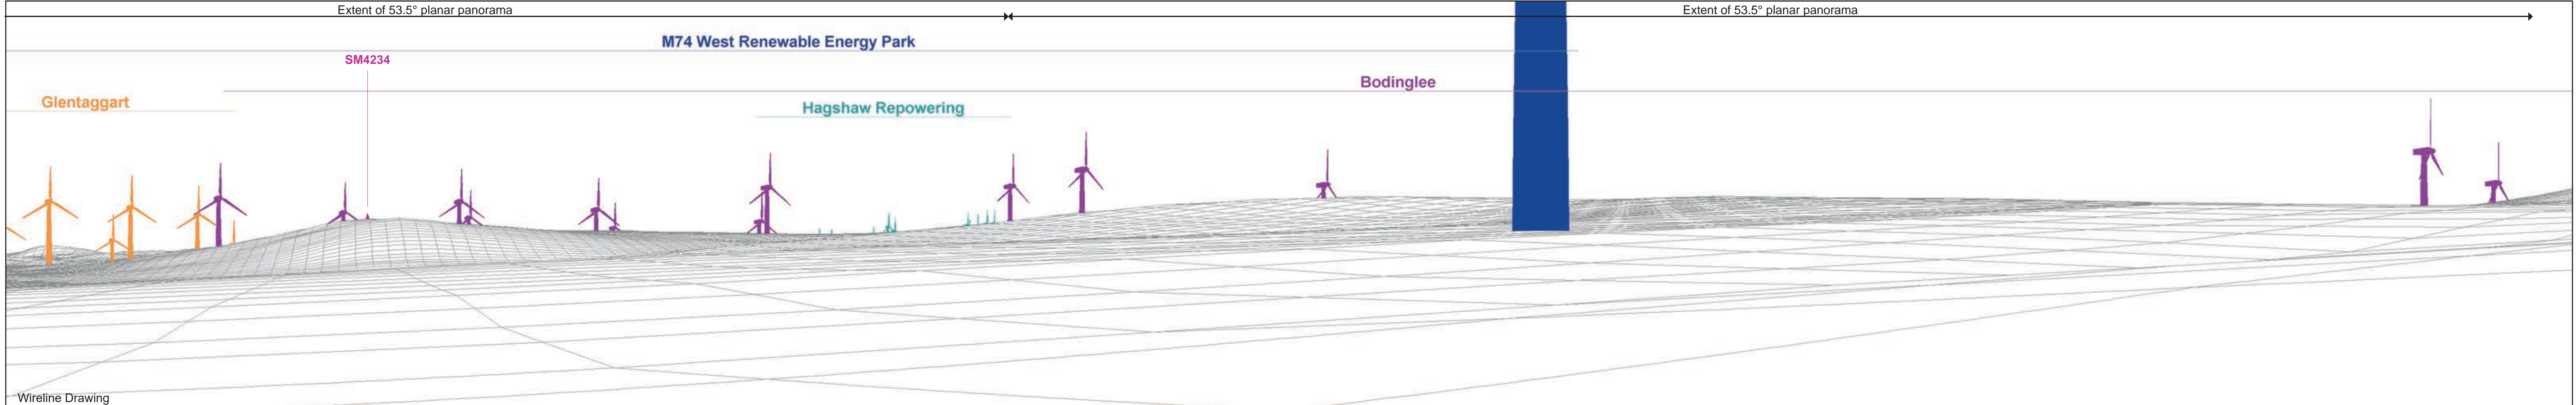 Extent of 53.5° planar panorama
Extent of 53.5° planar panorama
M74 West Renewable Energy Park
SM4234
Bodinglee
Glentaggart
Hagshaw Repowering
Wireline Drawing